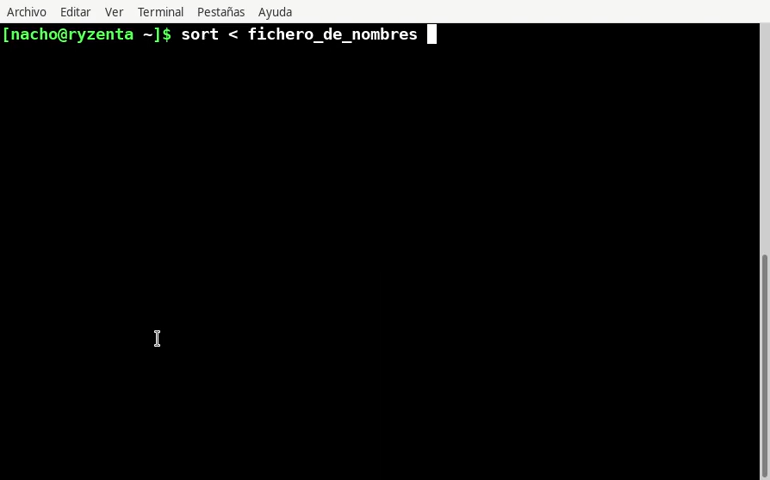 Archivo Editar Ver Terminal Pestañas Ayuda
[nacho@ryzenta ~]$ sort < fichero_de_nombres